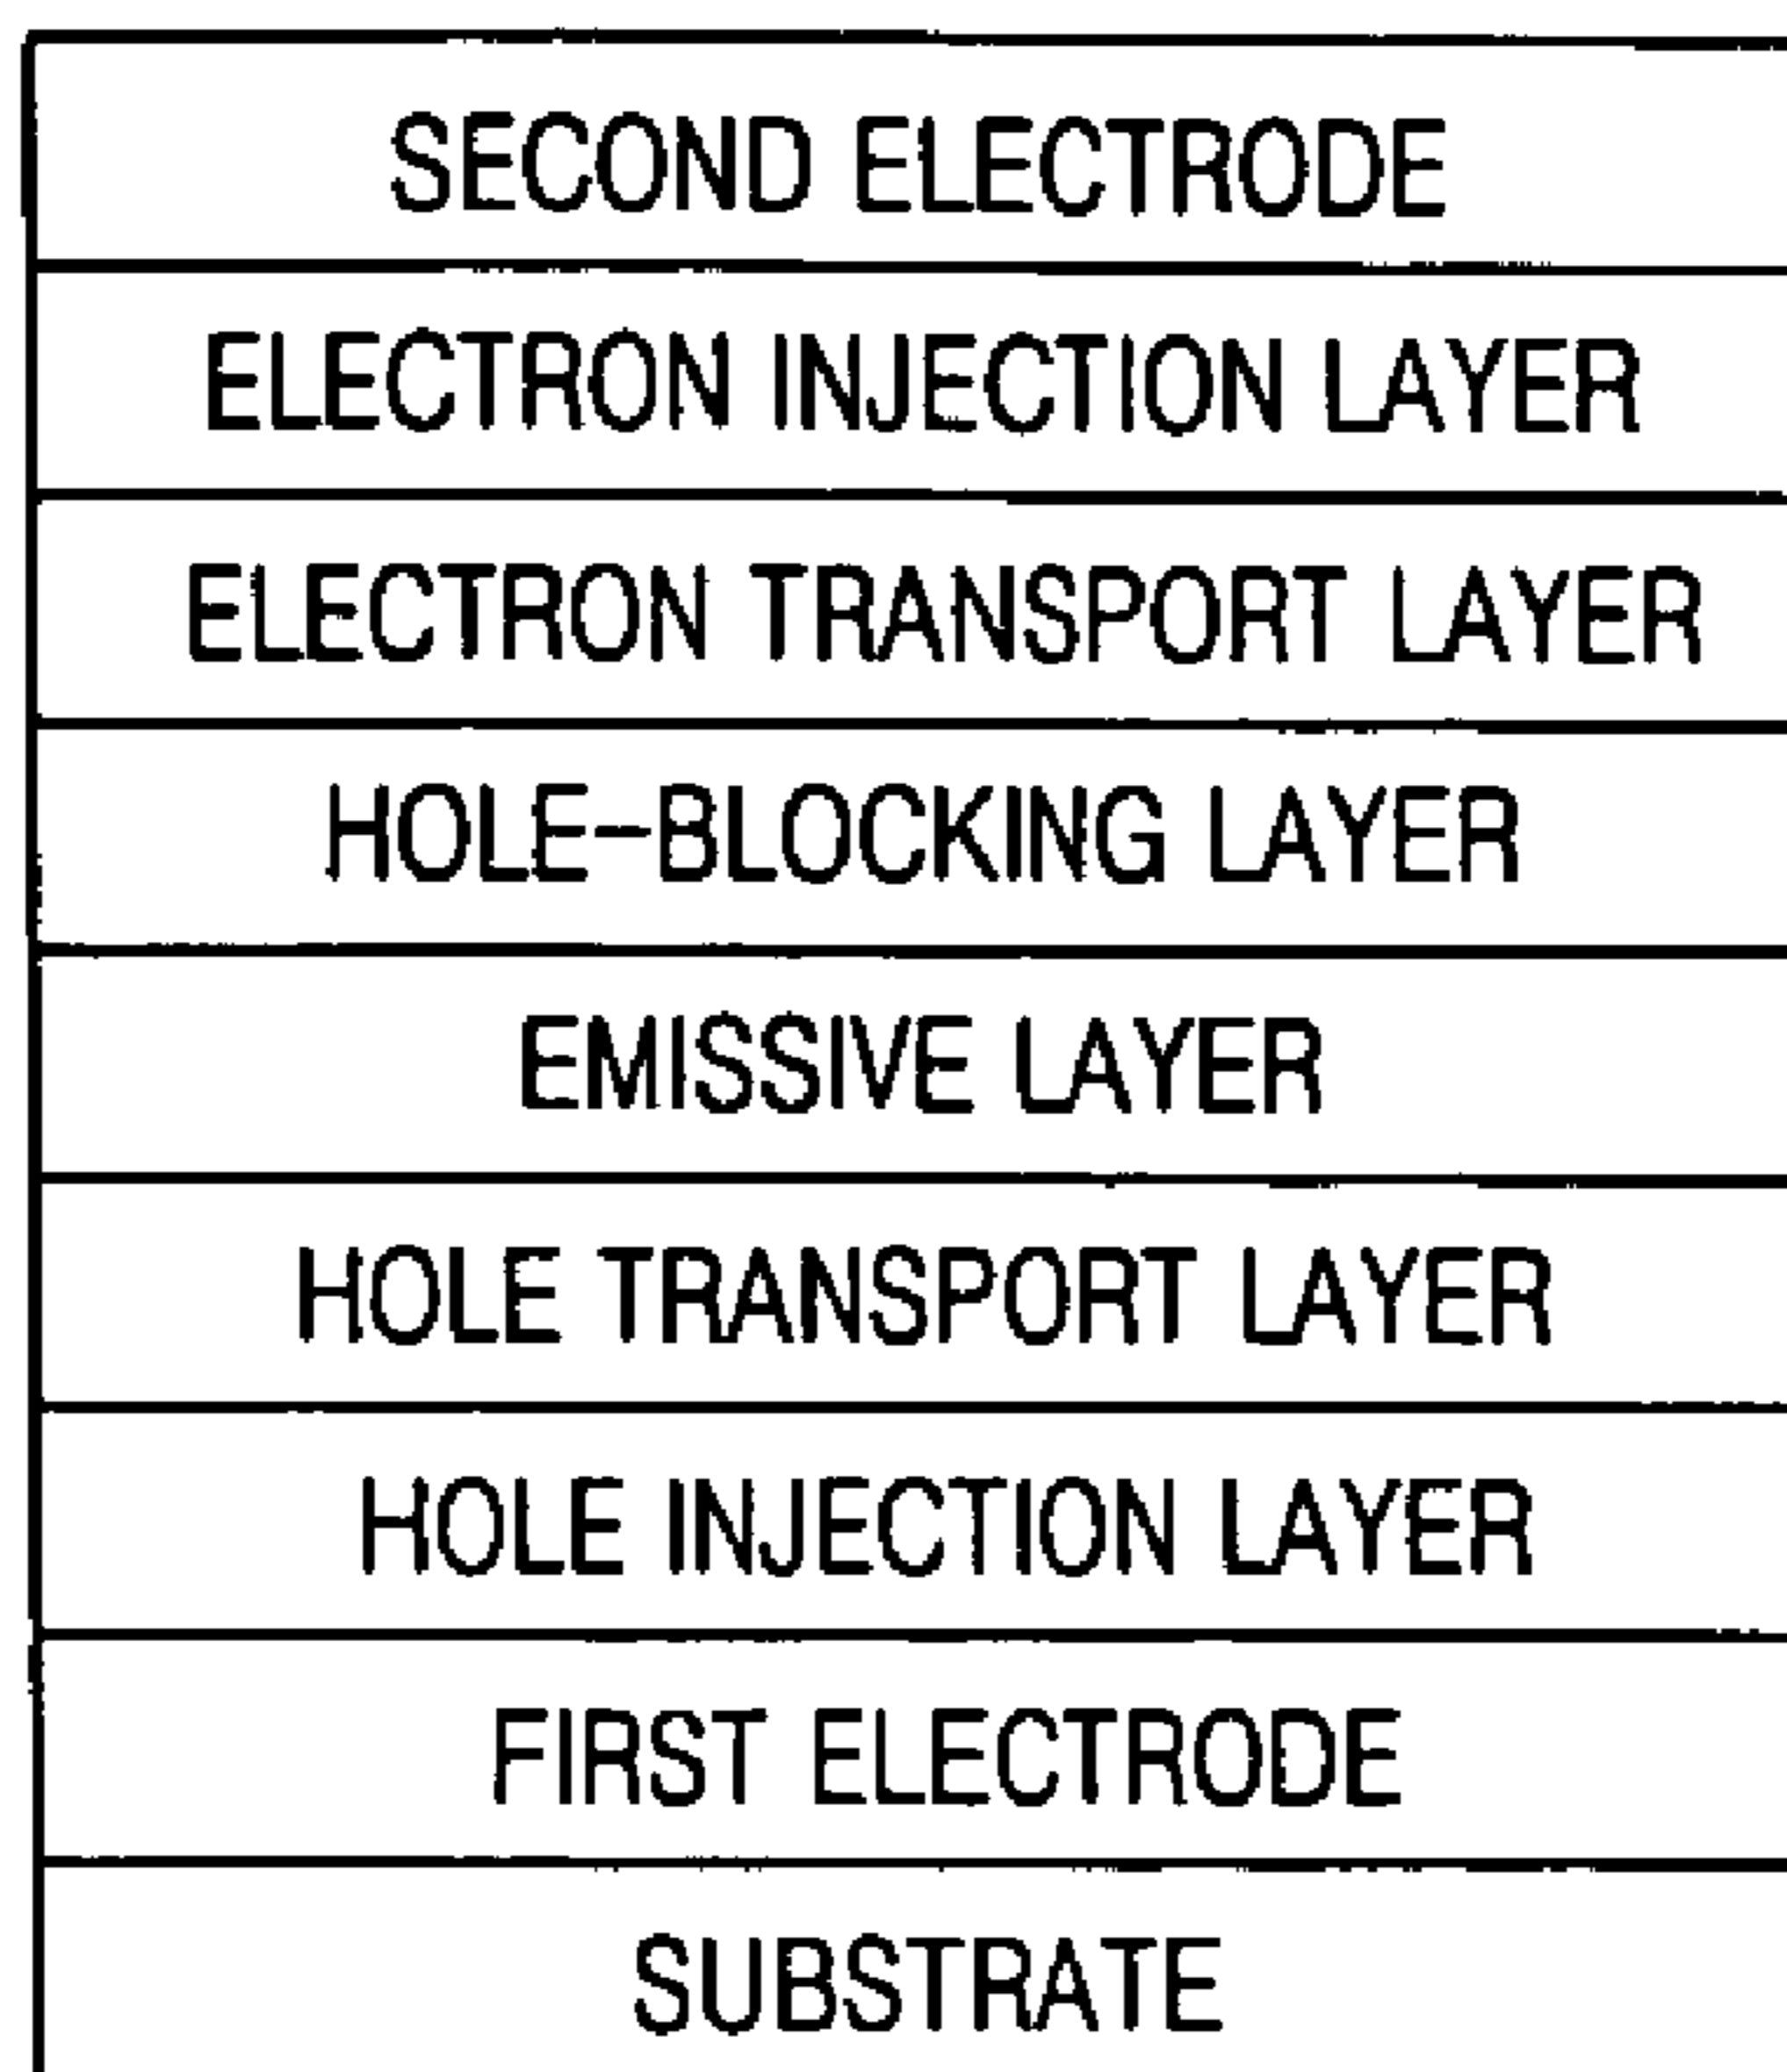 SECOND ELECTRODE
ELECTRON INJECTION LAYER
ELECTRON TRANSPORT LAYER
HOLE-BLOCKING LAYER
EMISSIVE LAYER
HOLE TRANSPORT LAYER
HOLE INJECTION LAYER
FIRST ELECTRODE
SUBSTRATE